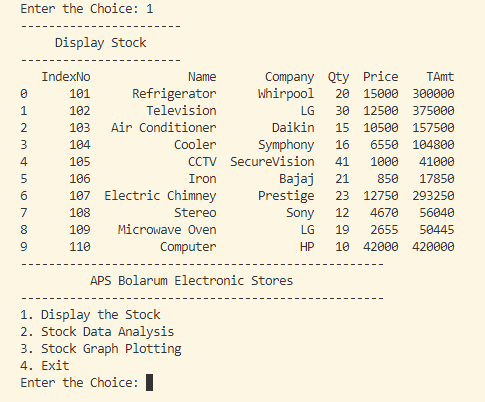 Enter the Choice: 1
-----------------------
     Display Stock
-----------------------
   IndexNo              Name       Company  Qty  Price    TAmt
0      101      Refrigerator     Whirpool   20  15000  300000
1      102        Television            LG   30  12500  375000
2      103   Air Conditioner        Daikin   15  10500  157500
3      104            Cooler      Symphony   16   6550  104800
4      105              CCTV  SecureVision   41   1000   41000
5      106              Iron         Bajaj   21    850   17850
6      107  Electric Chimney      Prestige   23  12750  293250
7      108            Stereo          Sony   12   4670   56040
8      109    Microwave Oven            LG   19   2655   50445
9      110          Computer            HP   10  42000  420000
----------------------------------------------------
          APS Bolarum Electronic Stores
----------------------------------------------------
1. Display the Stock
2. Stock Data Analysis
3. Stock Graph Plotting
4. Exit
Enter the Choice: